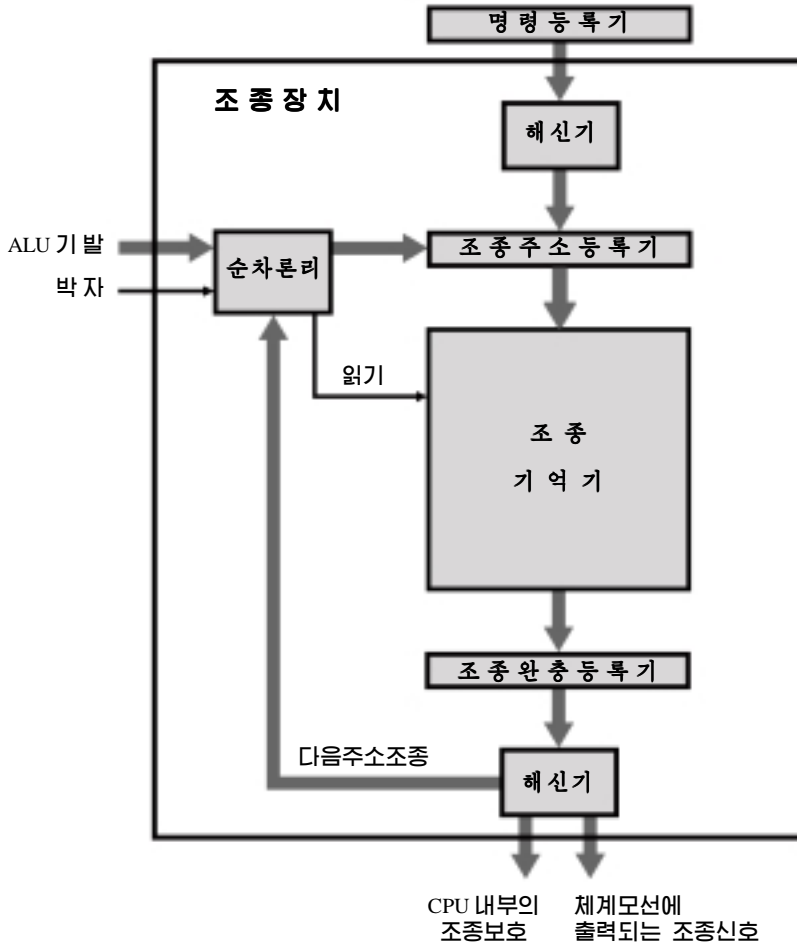 명령등록기
조종장치
해신기
ALU 기발
순차론리
조종주소등록기
박자
읽기
조종
기억기
조종완충등록기
다음주소조종
해신기
CPU 내부의
조종보호
체계모선에
출력되는 조종신호